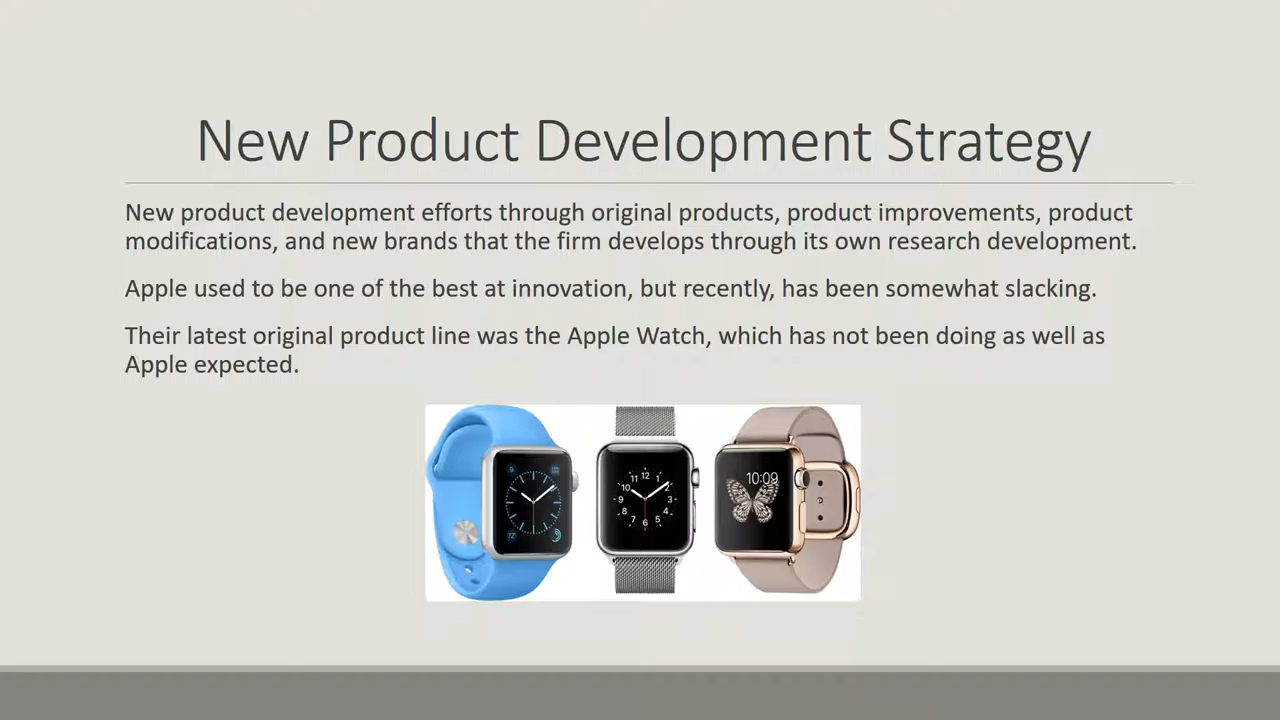 New Product Development Strategy
New product development efforts through original products, product improvements, product
modifications, and new brands that the firm develops through its own research development.
Apple used to be one of the best at innovation, but recently, has been somewhat slacking.
Their latest original product line was the Apple Watch, which has not been doing as well as
Apple expected.
10:09